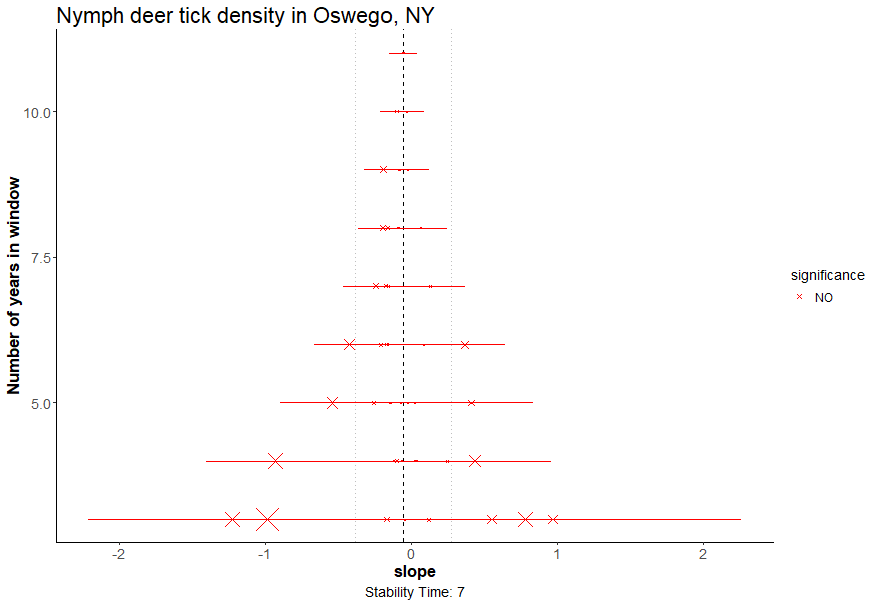 Nymph deer tick density in Oswego, NY
10.0
7.5
5.0
Number of years in window
-2
-1
0
1
2
slope
Stability Time: 7
significance
NO